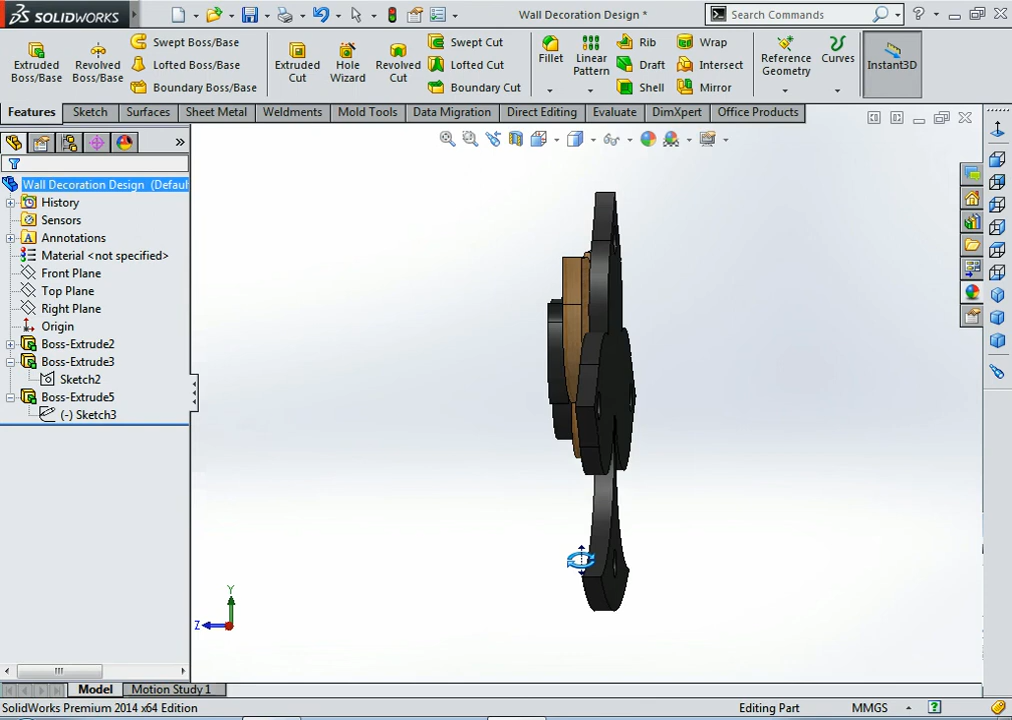 SOLIDWORKS
Wall Decoration Design *
Search Commands
?
Extruded Boss/Base
Revolved Boss/Base
Swept Boss/Base
Lofted Boss/Base
Boundary Boss/Base
Extruded Cut
Hole Wizard
Revolved Cut
Swept Cut
Lofted Cut
Boundary Cut
Fillet
Linear Pattern
Rib
Draft
Shell
Wrap
Intersect
Mirror
Reference Geometry
Curves
Instant3D
Features
Sketch
Surfaces
Sheet Metal
Weldments
Mold Tools
Data Migration
Direct Editing
Evaluate
DimXpert
Office Products
Wall Decoration Design (Defau
History
Sensors
Annotations
Material <not specified>
Front Plane
Top Plane
Right Plane
Origin
Boss-Extrude2
Boss-Extrude3
Sketch2
Boss-Extrude5
(-) Sketch3
Y
Z
Model
Motion Study 1
SolidWorks Premium 2014 x64 Edition
Editing Part
MMGS
?